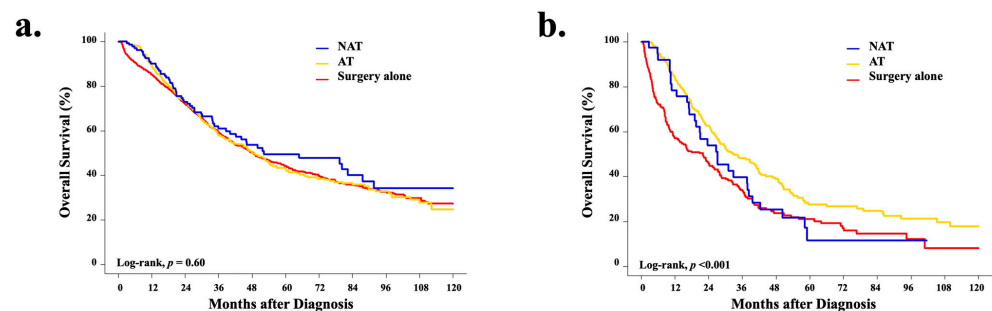 a.
NAT
AT
Surgery alone
Overall Survival (%)
100
80
60
40
20
0
Log-rank, p = 0.60
0 12 24 36 48 60 72 84 96 108 120
Months after Diagnosis
b.
NAT
AT
Surgery alone
Overall Survival (%)
100
80
60
40
20
0
Log-rank, p <0.001
0 12 24 36 48 60 72 84 96 108 120
Months after Diagnosis